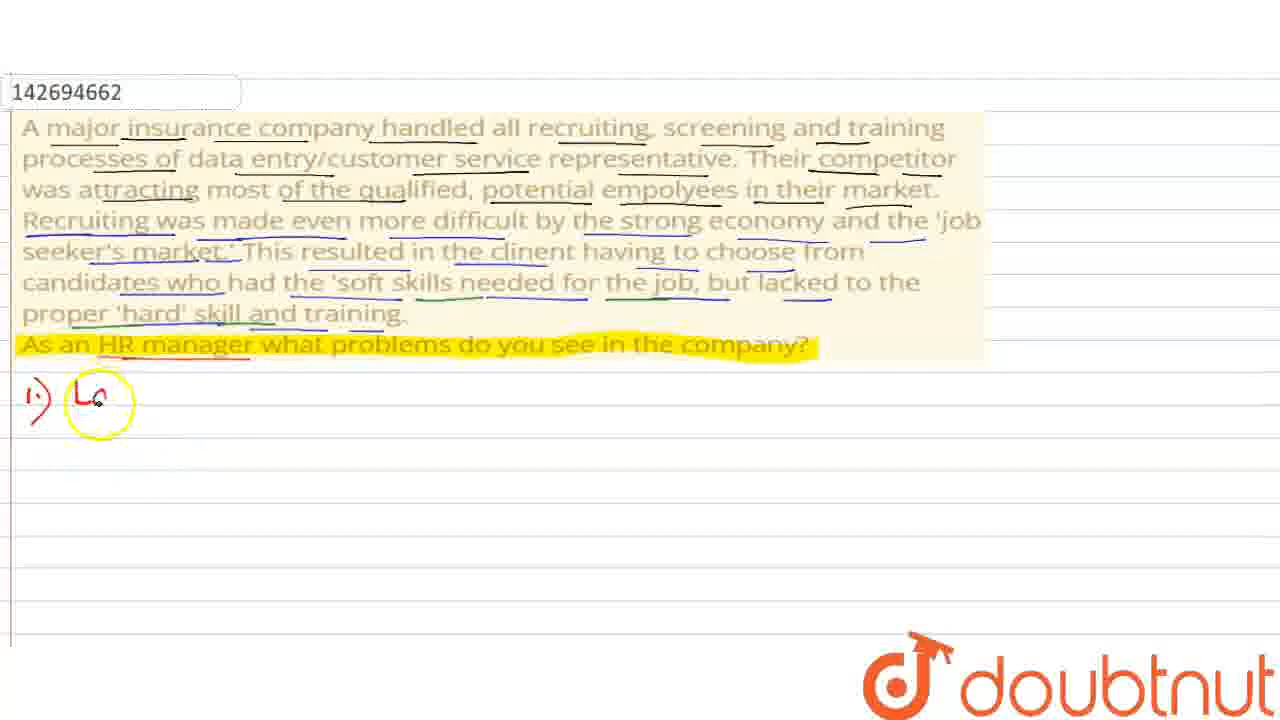 142694662
A major insurance company handled all recruiting, screening and training
processes of data entry/customer service representative. Their competitor
was attracting most of the qualified, potential empolyees in their market.
Recruiting was made even more difficult by the strong economy and the 'job
seeker's market.' This resulted in the clinent having to choose from
candidates who had the 'soft skills needed for the job, but lacked to the
proper 'hard' skill and training.
As an HR manager what problems do you see in the company?
1.) La
doubtnut